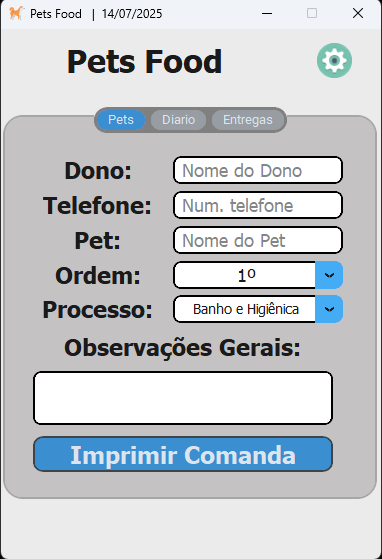 Pets Food | 14/07/2025
Pets Food
Pets Diario Entregas
Dono: Nome do Dono
Telefone: Num. telefone
Pet: Nome do Pet
Ordem: 1º
Processo: Banho e Higiênica
Observações Gerais:
Imprimir Comanda